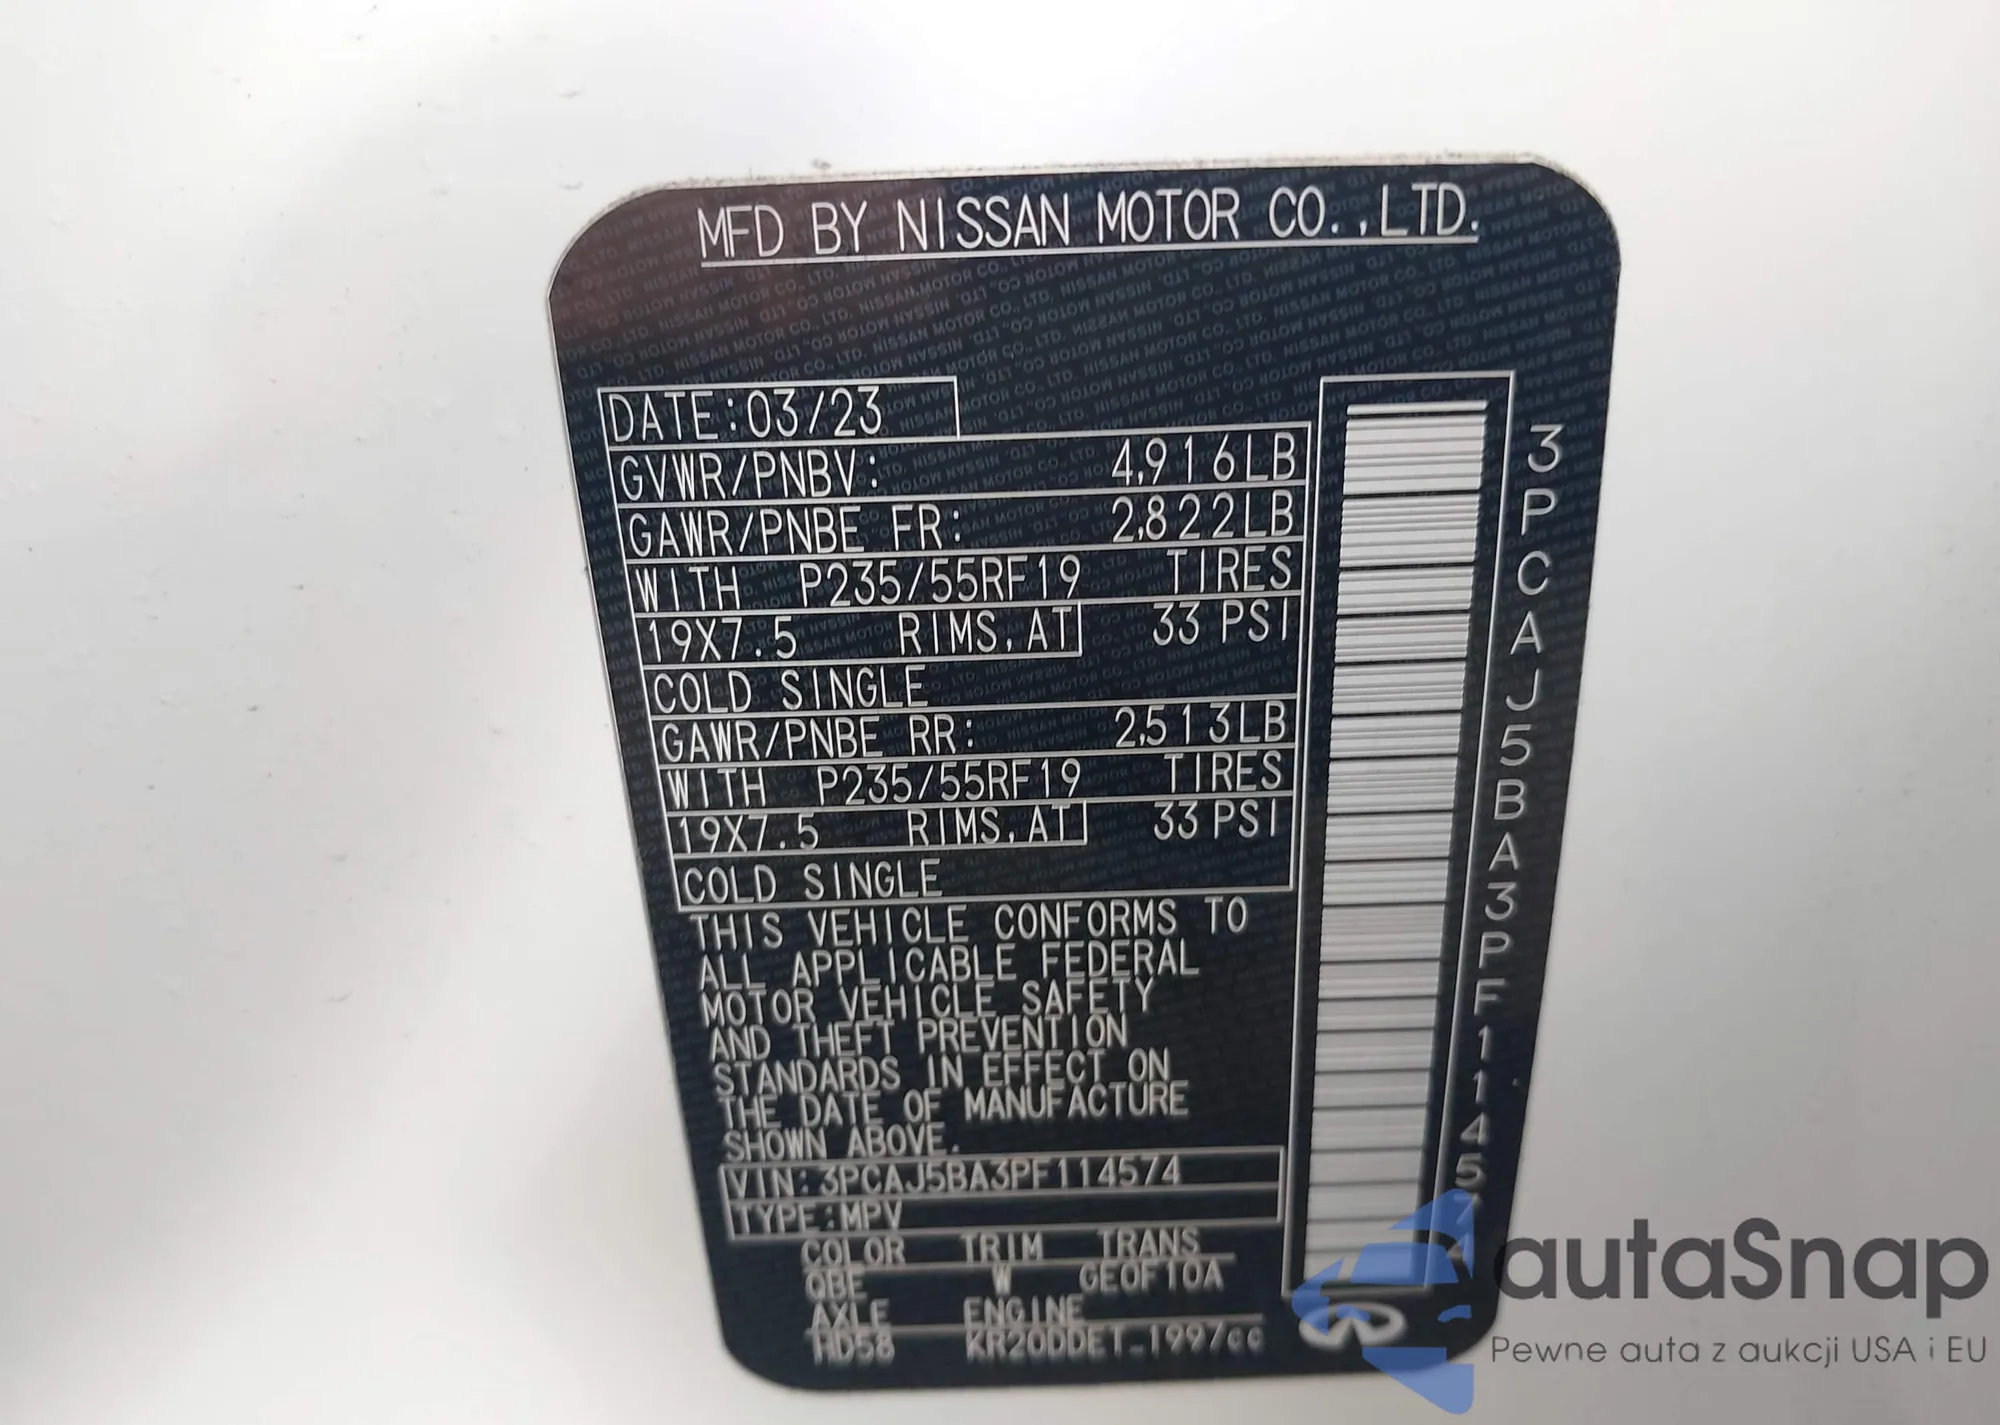 MFD BY NISSAN MOTOR CO.,LTD.
DATE:03/23
GVWR/PNBV: 4,916LB
GAWR/PNBE FR: 2,822LB
WITH P235/55RF19 TIRES
19X7.5 RIMS,AT 33 PSI
COLD SINGLE
GAWR/PNBE RR: 2,513LB
WITH P235/55RF19 TIRES
19X7.5 RIMS,AT 33 PSI
COLD SINGLE
THIS VEHICLE CONFORMS TO
ALL APPLICABLE FEDERAL
MOTOR VEHICLE SAFETY
AND THEFT PREVENTION
STANDARDS IN EFFECT ON
THE DATE OF MANUFACTURE
SHOWN ABOVE.
VIN:3PCAJ5BA3PF114574
TYPE:MPV
COLOR TRIM TRANS
QBE W GE0F10A
AXLE ENGINE
HD58 KR20DDET-1997cc
3PCAJ5BA3PF114574
autaSnap
Pewne auta z aukcji USA i EU